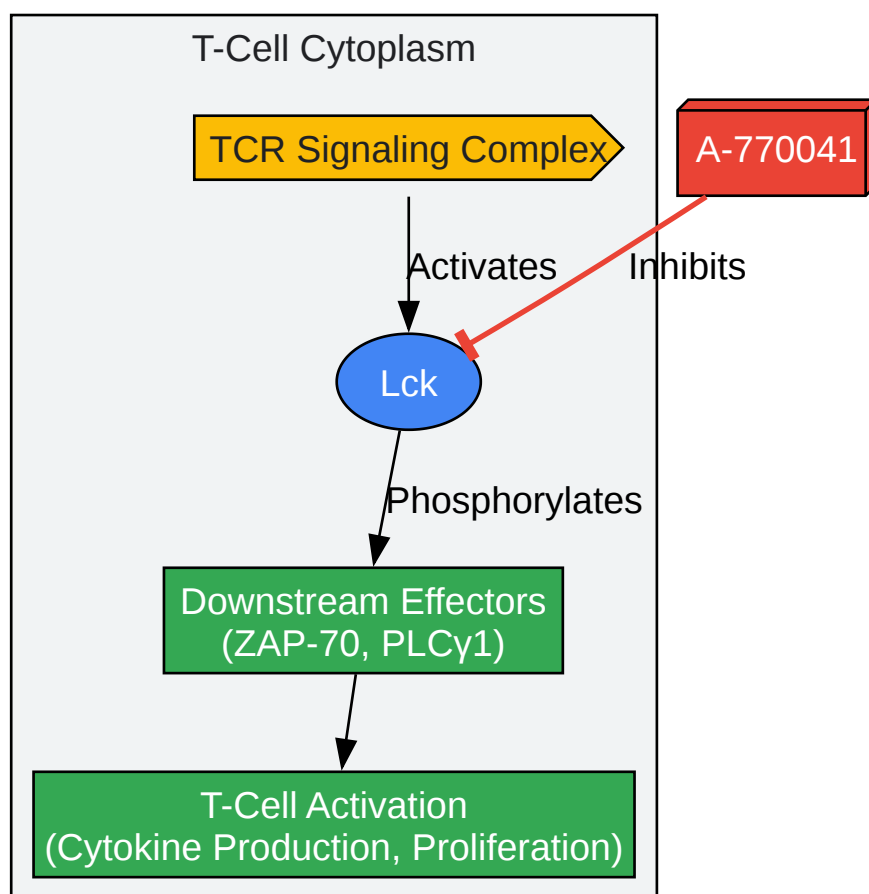 T-Cell Cytoplasm
TCR Signaling Complex
A-770041
Activates
Inhibits
Lck
Phosphorylates
Downstream Effectors
(ZAP-70, PLCγ1)
T-Cell Activation
(Cytokine Production, Proliferation)